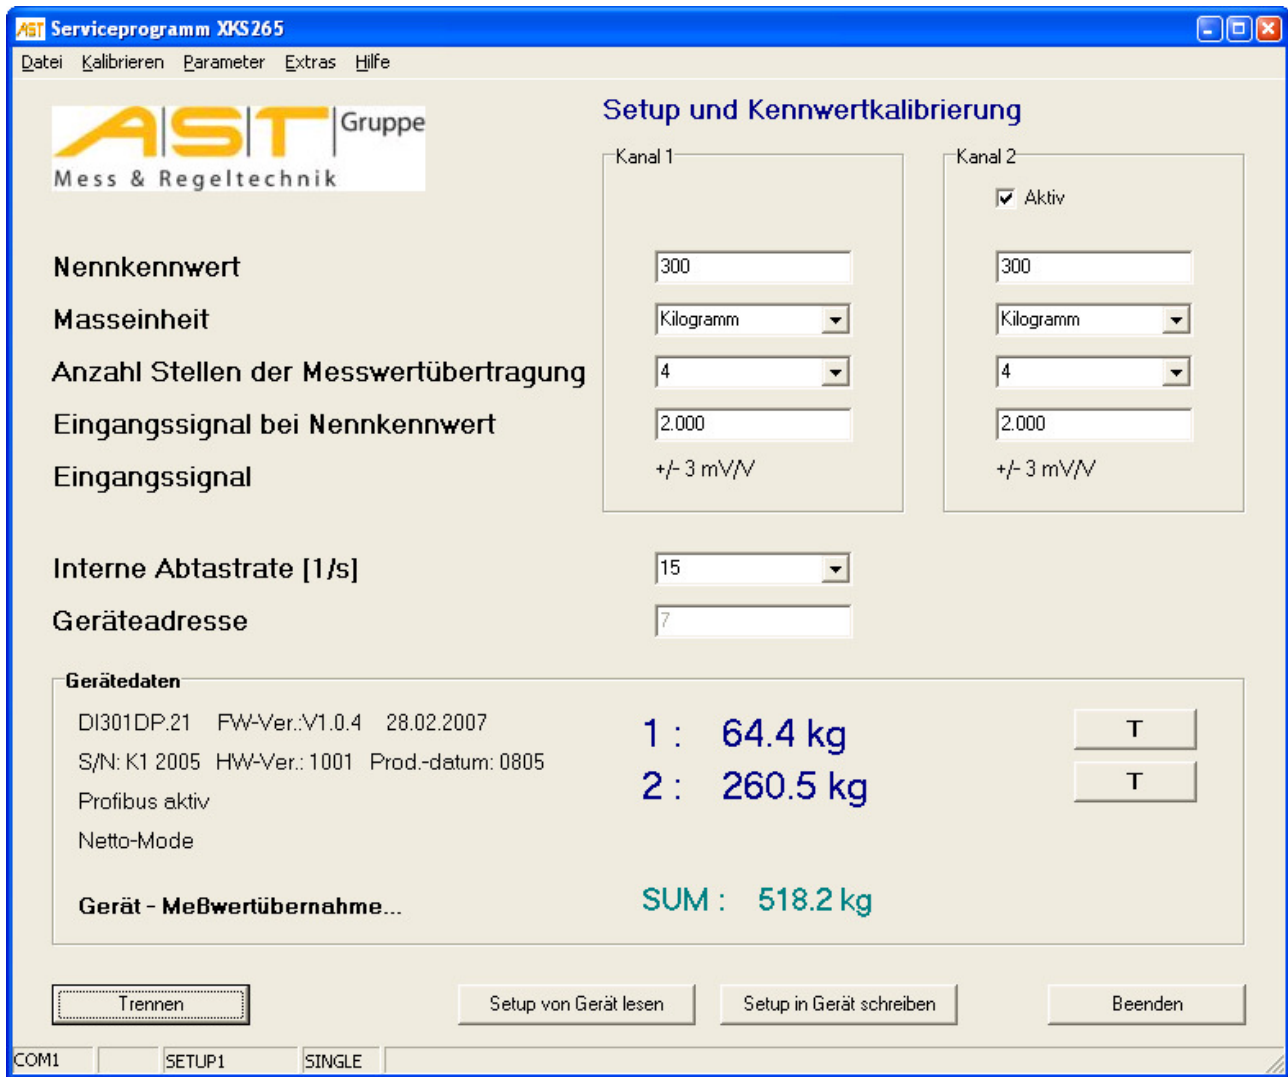 AST Serviceprogramm XKS265
Datei Kalibrieren Parameter Extras Hilfe
AST Gruppe
Mess & Regeltechnik
Setup und Kennwertkalibrierung
Kanal 1 Kanal 2
Aktiv
Nennkennwert 300 300
Masseinheit Kilogramm Kilogramm
Anzahl Stellen der Messwertübertragung 4 4
Eingangssignal bei Nennkennwert 2.000 2.000
Eingangssignal +/- 3 mV/V +/- 3 mV/V
Interne Abtastrate [1/s] 15
Geräteadresse 7
Gerätedaten
DI301DP.21 FW-Ver.:V1.0.4 28.02.2007
S/N: K1 2005 HW-Ver.: 1001 Prod.-datum: 0805
Profibus aktiv
Netto-Mode
Gerät - Meßwertübernahme...
1 : 64.4 kg T
2 : 260.5 kg T
SUM : 518.2 kg
Trennen Setup von Gerät lesen Setup in Gerät schreiben Beenden
COM1 SETUP1 SINGLE